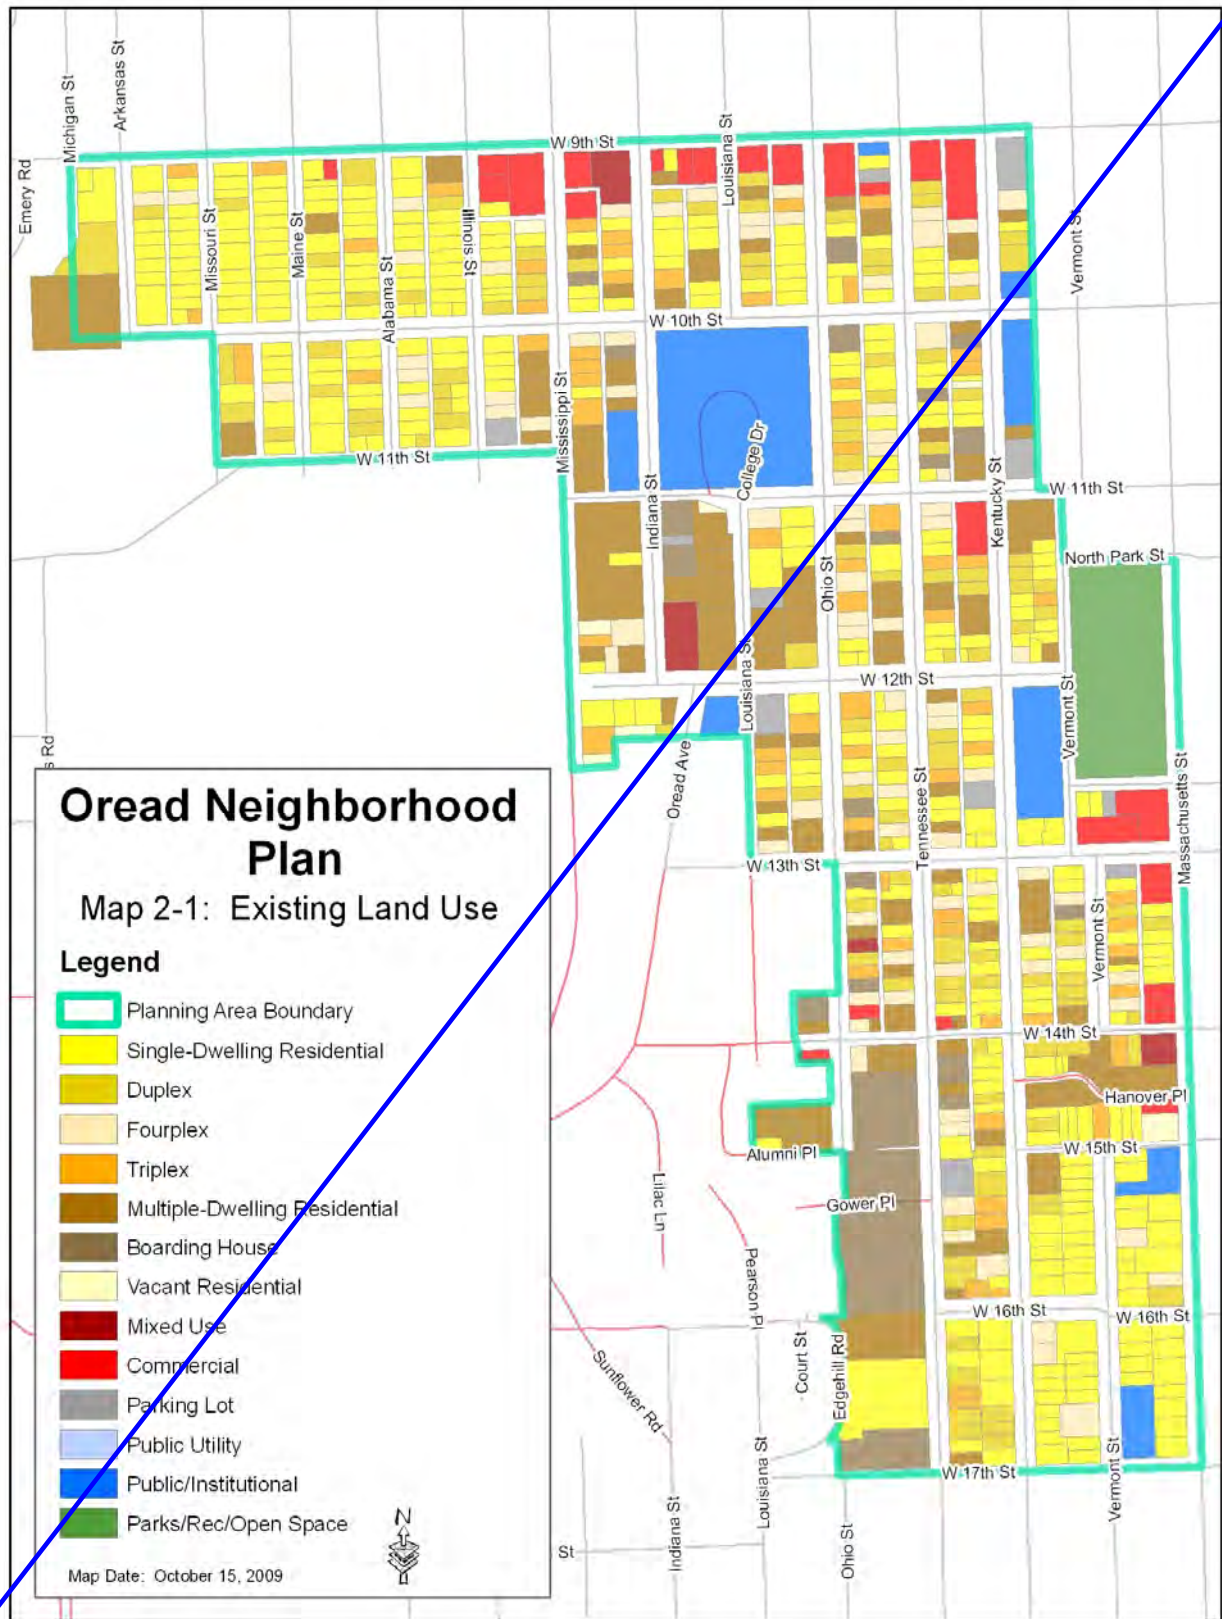 Michigan St
Arkansas St
Emery Rd
W 9th St
Louisiana St
Missouri St
Maine St
Illinois St
Alabama St
Vermont St
W 10th St
Mississippi St
W 11th St
College Dr
Indiana St
Kentucky St
W 11th St
North Park St
Ohio St
Louisiana St
W 12th St
Vermont St
Oread Ave
Tennessee St
Massachusetts St
W 13th St
Vermont St
W 14th St
Hanover Pl
W 15th St
Alumni Pl
Lilac Ln
Gower Pl
Pearson Pl
W 16th St
W 16th St
Court St
Edgehill Rd
Sunflower Rd
Louisiana St
W 17th St
Vermont St
Indiana St
Ohio St
St
s Rd
Oread Neighborhood
Plan
Map 2-1: Existing Land Use
Legend
Planning Area Boundary
Single-Dwelling Residential
Duplex
Fourplex
Triplex
Multiple-Dwelling Residential
Boarding House
Vacant Residential
Mixed Use
Commercial
Parking Lot
Public Utility
Public/Institutional
Parks/Rec/Open Space
N
Map Date: October 15, 2009